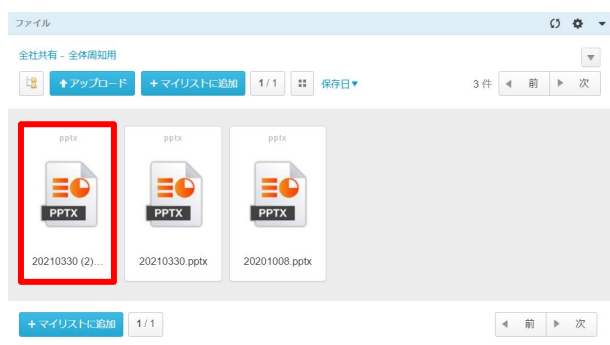 ファイル
全社共有 - 全体周知用
アップロード +マイリストに追加 1/1 保存日▼ 3件 前 次
pptx pptx pptx
PPTX PPTX PPTX
20210330 (2)... 20210330.pptx 20201008.pptx
+マイリストに追加 1/1 前 次